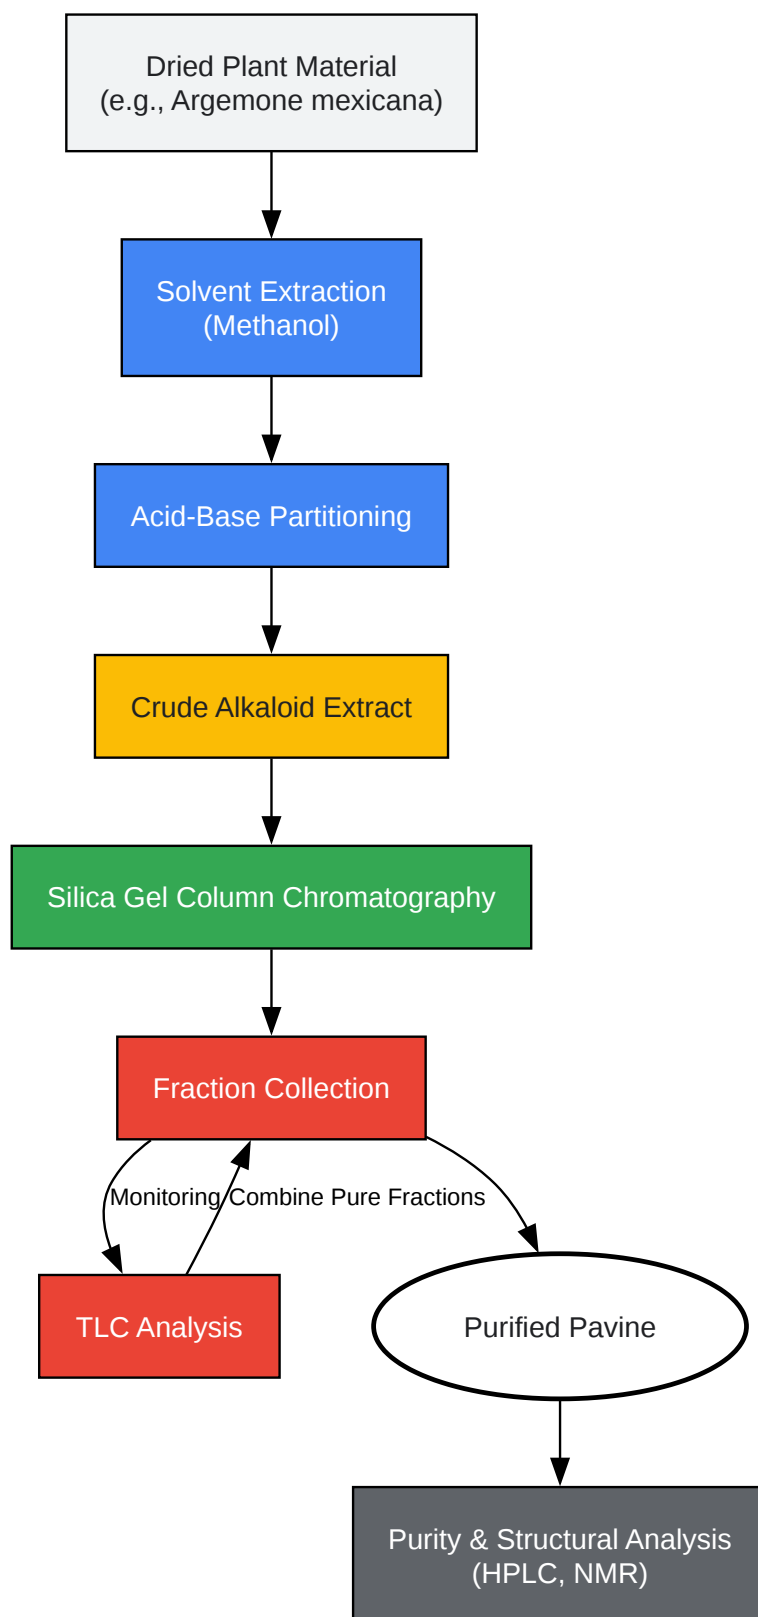 Dried Plant Material
(e.g., Argemone mexicana)
Solvent Extraction
(Methanol)
Acid-Base Partitioning
Crude Alkaloid Extract
Silica Gel Column Chromatography
Fraction Collection
Monitoring
Combine Pure Fractions
TLC Analysis
Purified Pavine
Purity & Structural Analysis
(HPLC, NMR)